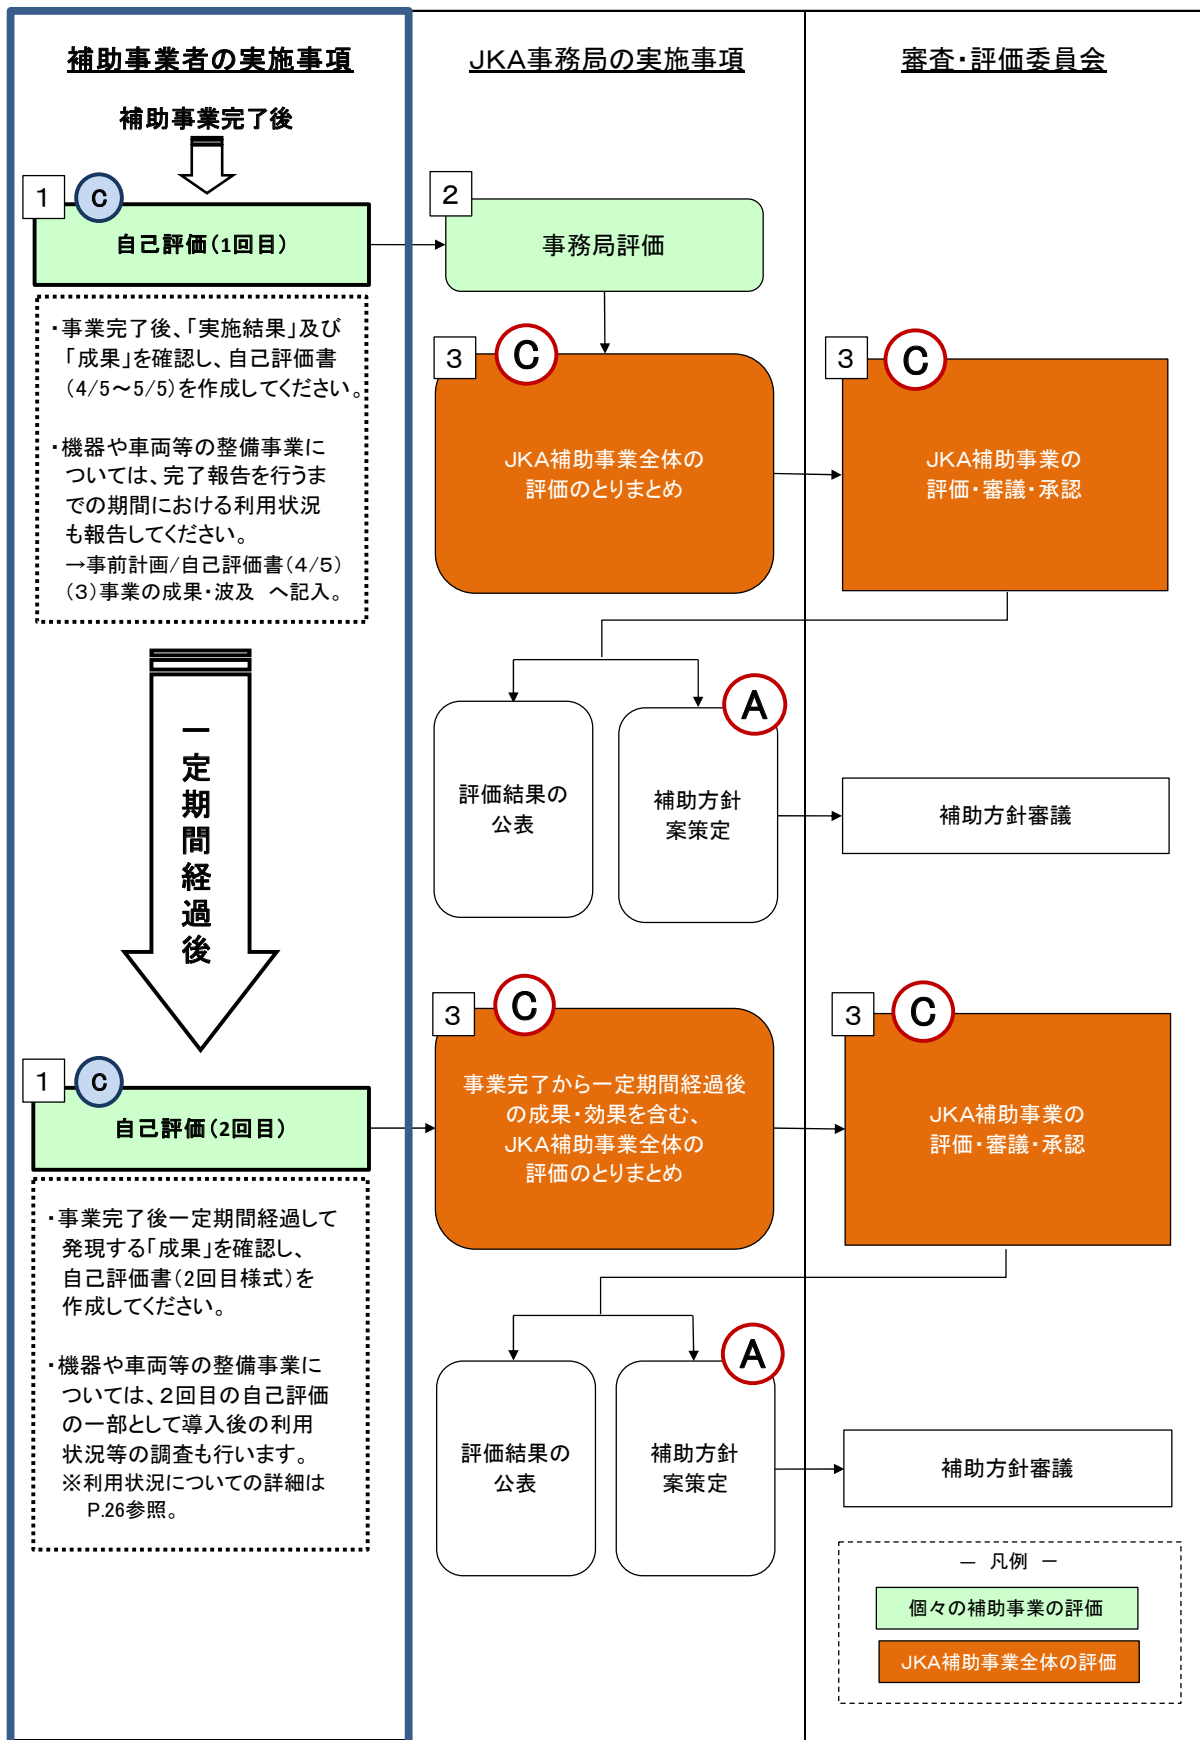 補助事業者の実施事項
JKA事務局の実施事項
審査・評価委員会
補助事業完了後
1
C
自己評価(1回目)
2
事務局評価
・事業完了後、「実施結果」及び
「成果」を確認し、自己評価書
(4/5～5/5)を作成してください。
・機器や車両等の整備事業に
ついては、完了報告を行うま
での期間における利用状況
も報告してください。
→事前計画/自己評価書(4/5)
(3)事業の成果・波及 へ記入。
3
C
JKA補助事業全体の
評価のとりまとめ
3
C
JKA補助事業の
評価・審議・承認
一定期間経過後
評価結果の
公表
A
補助方針
案策定
補助方針審議
1
C
自己評価(2回目)
3
C
事業完了から一定期間経過後
の成果・効果を含む、
JKA補助事業全体の
評価のとりまとめ
3
C
JKA補助事業の
評価・審議・承認
・事業完了後一定期間経過して
発現する「成果」を確認し、
自己評価書(2回目様式)を
作成してください。
・機器や車両等の整備事業に
ついては、2回目の自己評価
の一部として導入後の利用
状況等の調査も行います。
※利用状況についての詳細は
P.26参照。
評価結果の
公表
A
補助方針
案策定
補助方針審議
― 凡例 ―
個々の補助事業の評価
JKA補助事業全体の評価